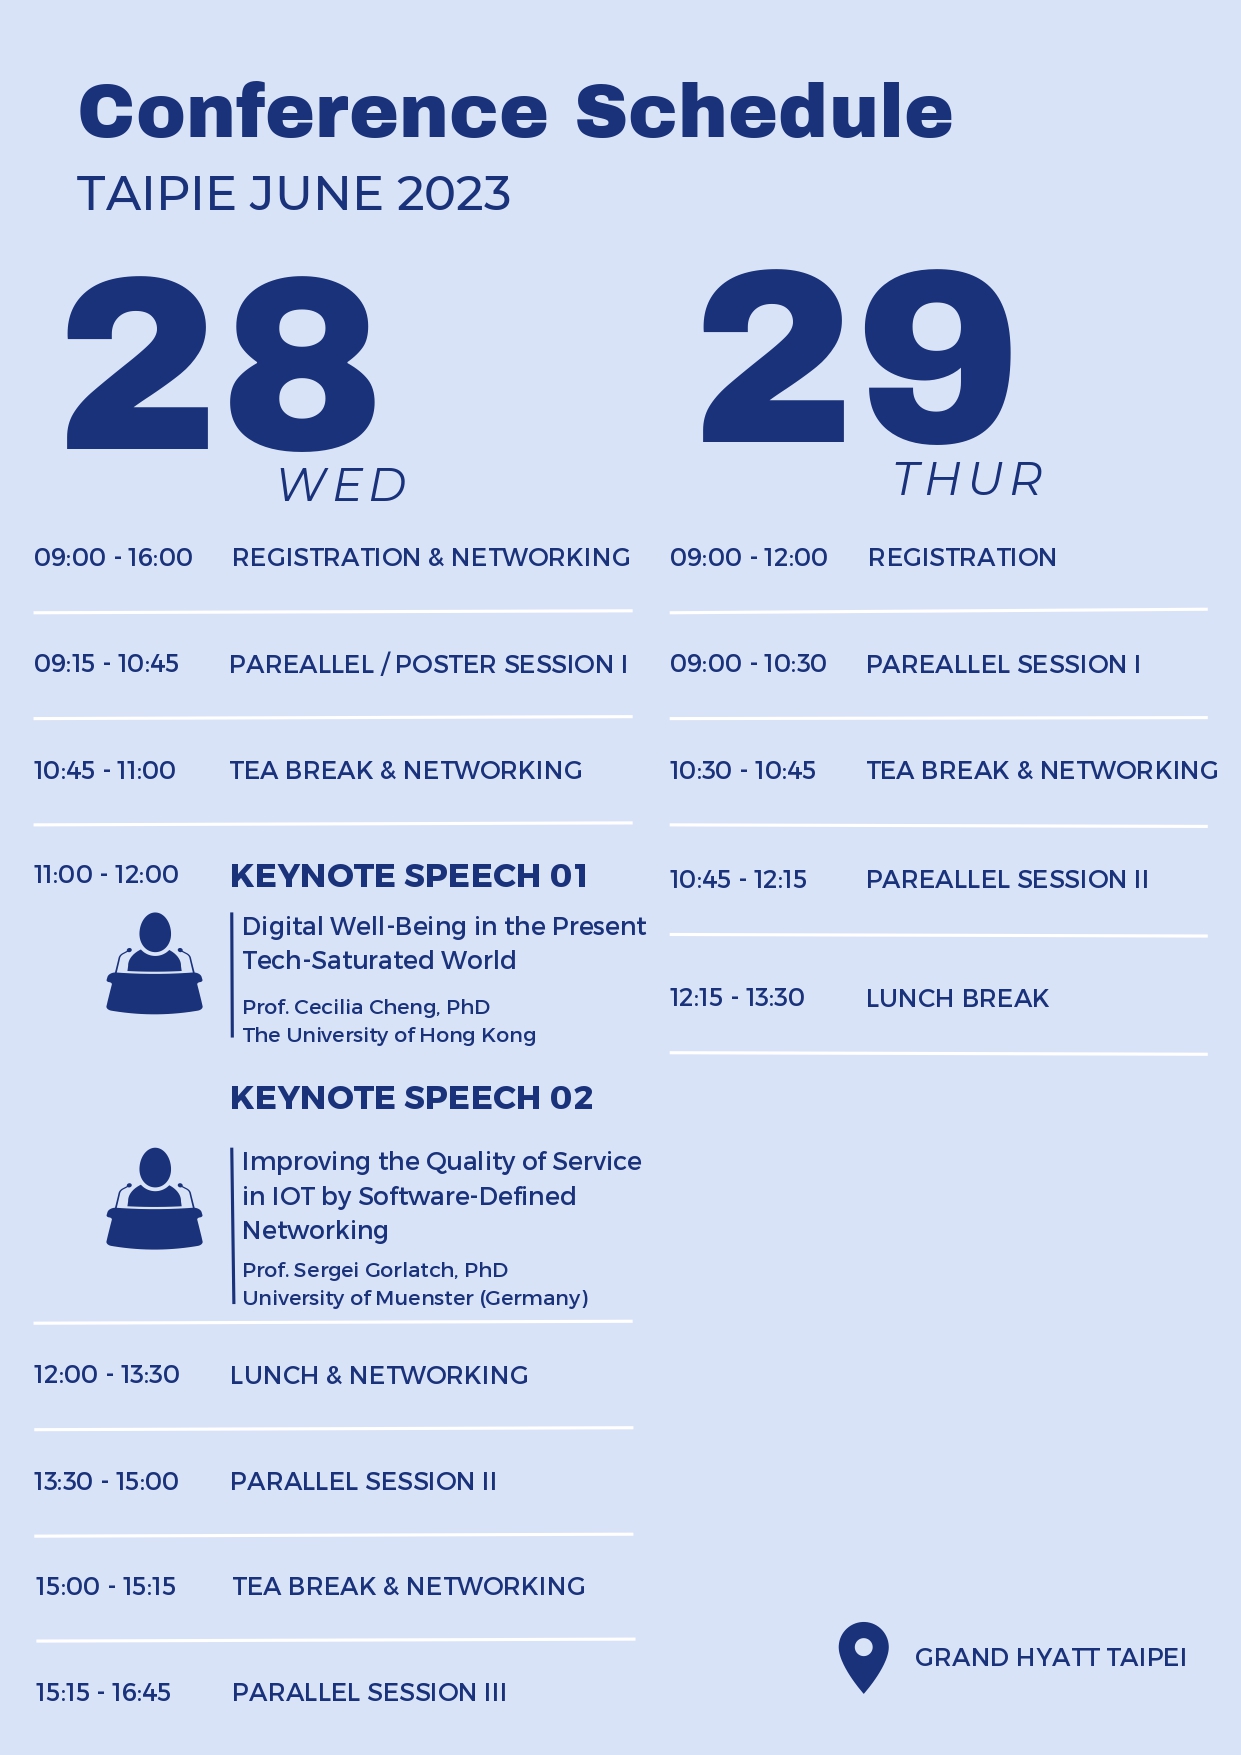 Conference Schedule
TAIPIE JUNE 2023
28
WED
09:00 - 16:00 REGISTRATION & NETWORKING
09:15 - 10:45 PAREALLEL / POSTER SESSION I
10:45 - 11:00 TEA BREAK & NETWORKING
11:00 - 12:00 KEYNOTE SPEECH 01
Digital Well-Being in the Present
Tech-Saturated World
Prof. Cecilia Cheng, PhD
The University of Hong Kong
KEYNOTE SPEECH 02
Improving the Quality of Service
in IOT by Software-Defined
Networking
Prof. Sergei Gorlatch, PhD
University of Muenster (Germany)
12:00 - 13:30 LUNCH & NETWORKING
13:30 - 15:00 PARALLEL SESSION II
15:00 - 15:15 TEA BREAK & NETWORKING
15:15 - 16:45 PARALLEL SESSION III
29
THUR
09:00 - 12:00 REGISTRATION
09:00 - 10:30 PAREALLEL SESSION I
10:30 - 10:45 TEA BREAK & NETWORKING
10:45 - 12:15 PAREALLEL SESSION II
12:15 - 13:30 LUNCH BREAK
GRAND HYATT TAIPEI